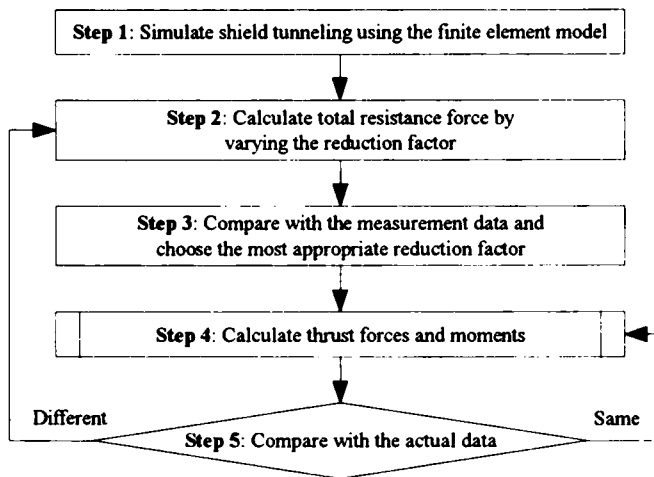 Step 1: Simulate shield tunneling using the finite element model
Step 2: Calculate total resistance force by
varying the reduction factor
Step 3: Compare with the measurement data and
choose the most appropriate reduction factor
Step 4: Calculate thrust forces and moments
Different
Same
Step 5: Compare with the actual data